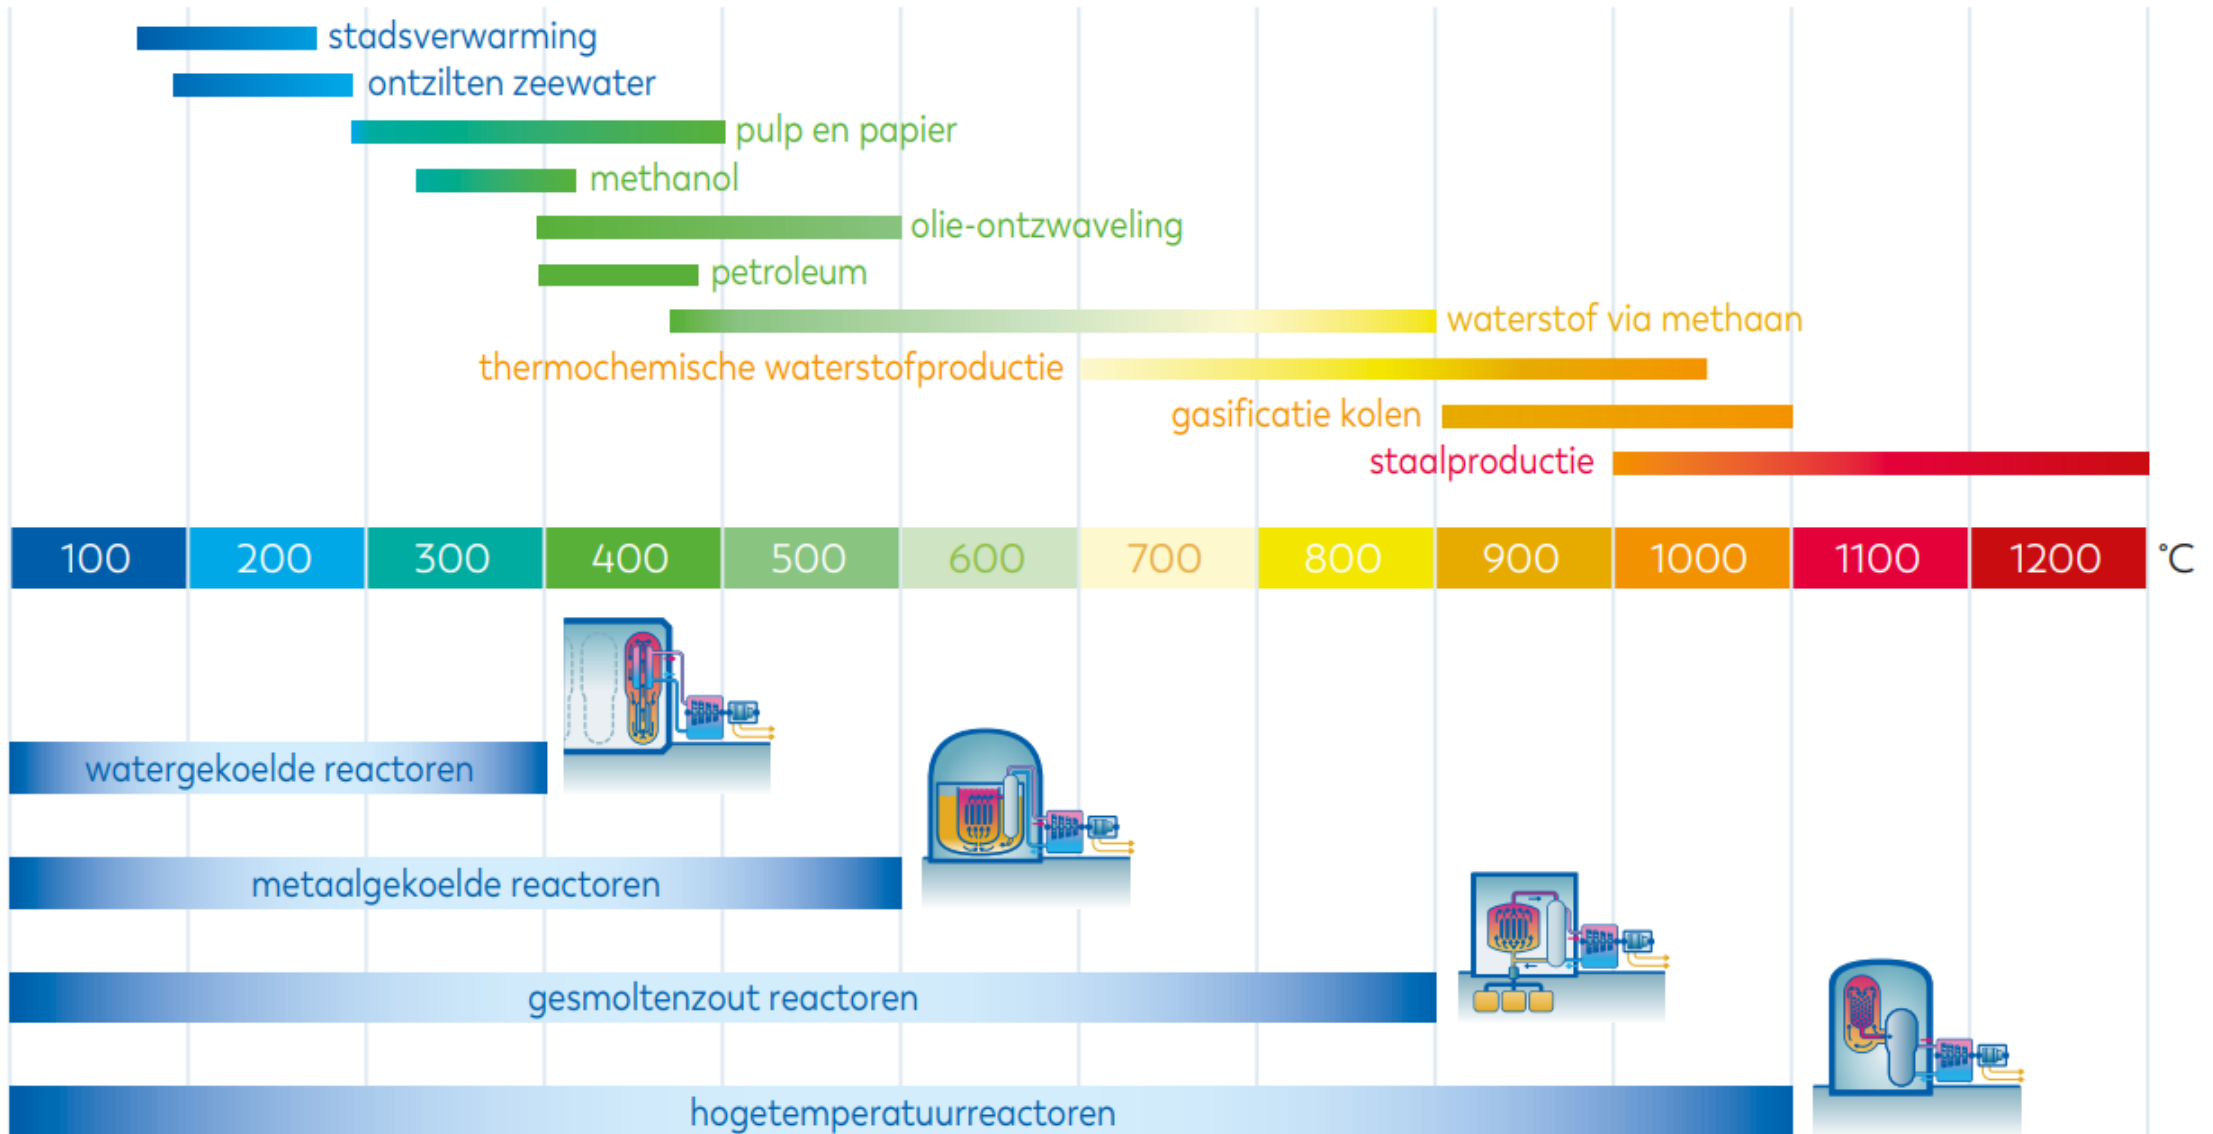 stadsverwarming
ontzilten zeewater
pulp en papier
methanol
olie-ontzwaveling
petroleum
waterstof via methaan
thermochemische waterstofproductie
gasificatie kolen
staalproductie
100 200 300 400 500 600 700 800 900 1000 1100 1200 °C
watergekoelde reactoren
metaalgekoelde reactoren
gesmoltenzout reactoren
hogetemperatuurreactoren